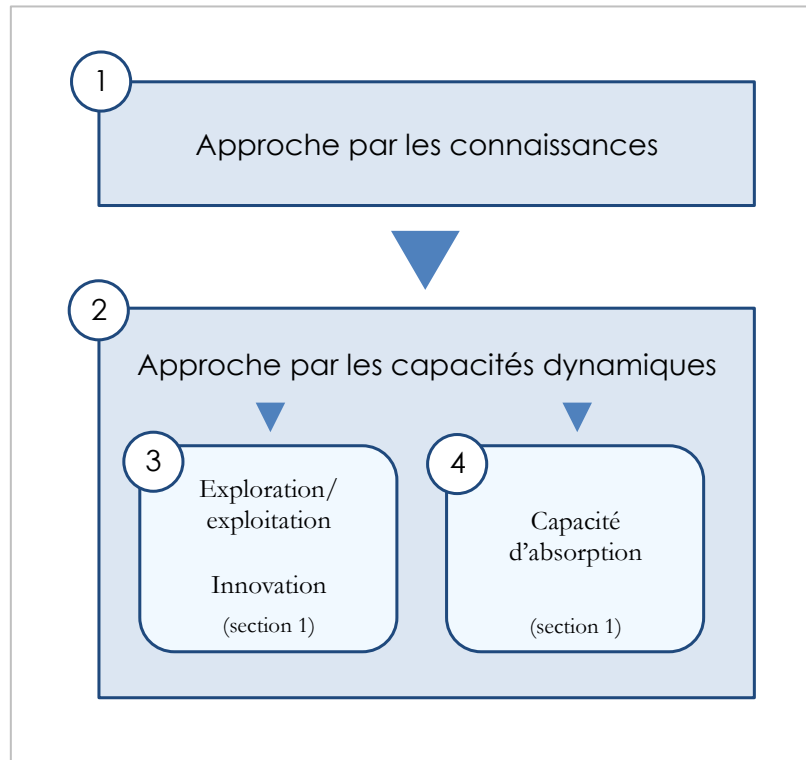 1
Approche par les connaissances
2
Approche par les capacités dynamiques
3
Exploration/
exploitation
Innovation
(section 1)
4
Capacité
d’absorption
(section 1)